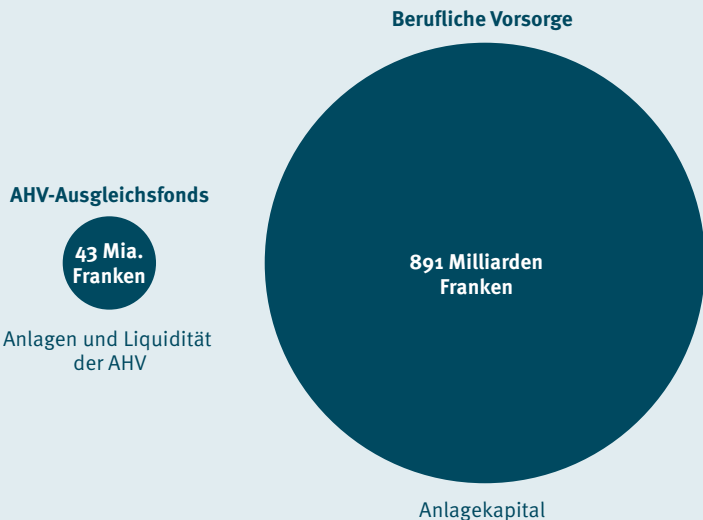 Berufliche Vorsorge
AHV-Ausgleichsfonds
43 Mia.
Franken
Anlagen und Liquidität
der AHV
891 Milliarden
Franken
Anlagekapital